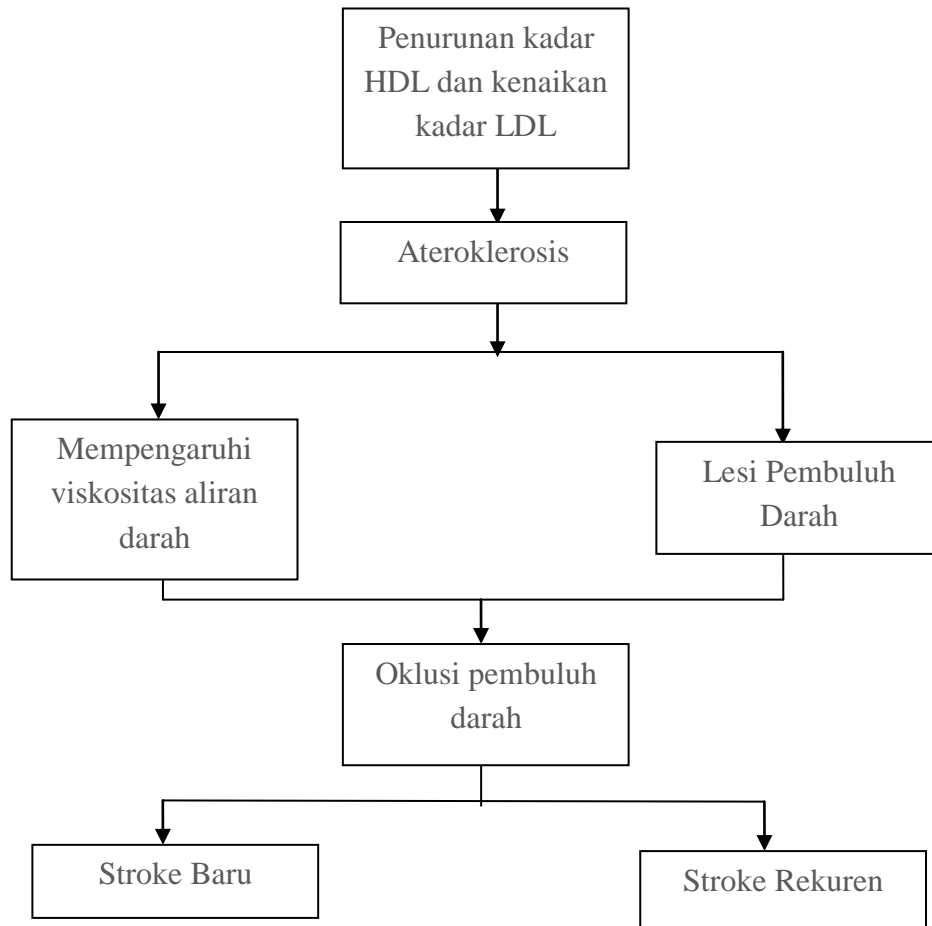 Penurunan kadar
HDL dan kenaikan
kadar LDL
Ateroklerosis
Mempengaruhi
viskositas aliran
darah
Lesi Pembuluh
Darah
Oklusi pembuluh
darah
Stroke Baru
Stroke Rekuren